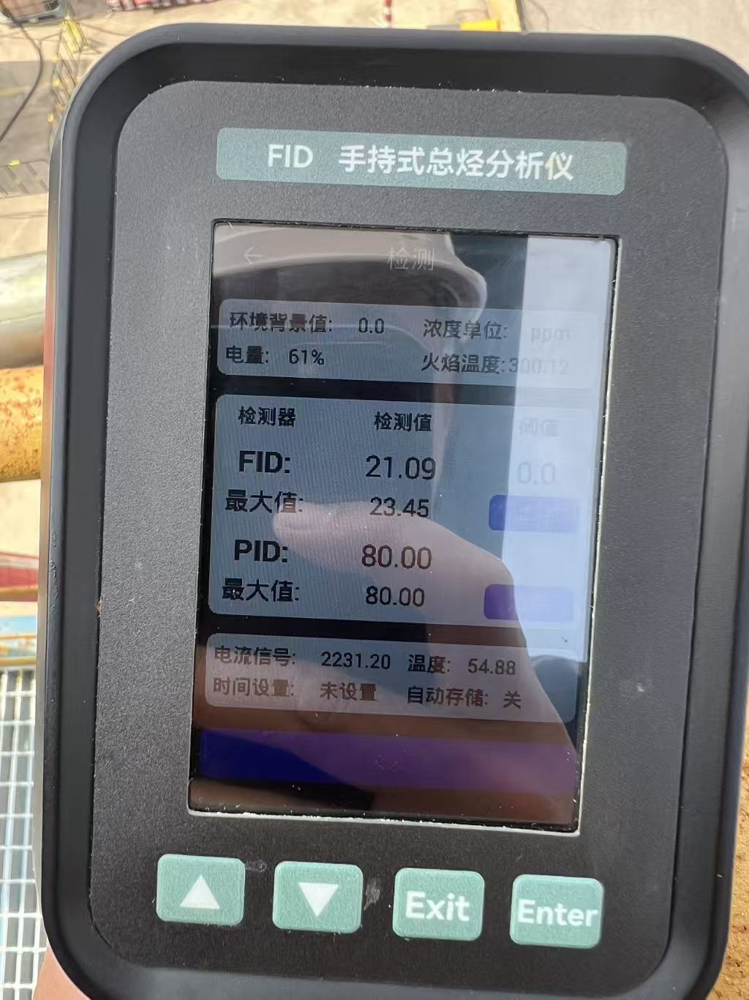 FID 手持式总烃分析仪
← 检测
环境背景值: 0.0 浓度单位: ppm
电量: 61% 火焰温度:300.12
检测器 检测值 阈值
FID: 21.09 0.0
最大值: 23.45
PID: 80.00
最大值: 80.00
电流信号: 2231.20 温度: 54.88
时间设置: 未设置 自动存储: 关
Exit Enter